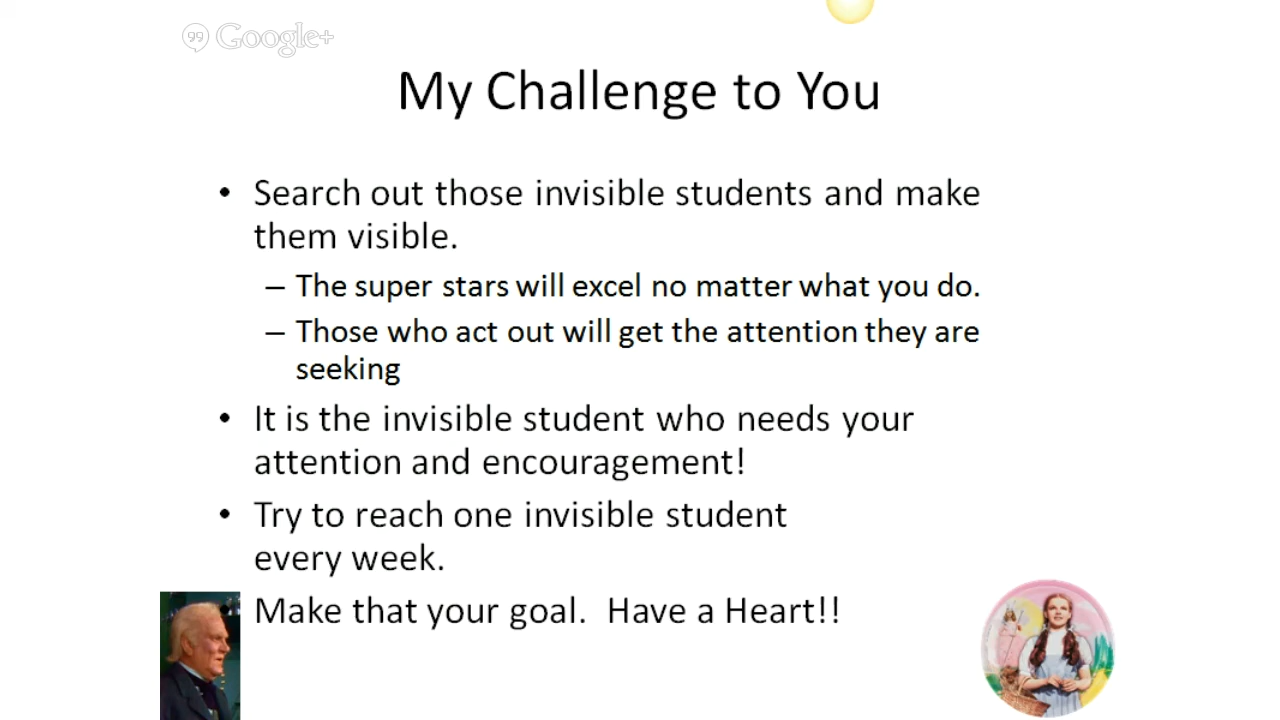 Google+
My Challenge to You
• Search out those invisible students and make
them visible.
– The super stars will excel no matter what you do.
– Those who act out will get the attention they are
seeking
• It is the invisible student who needs your
attention and encouragement!
• Try to reach one invisible student
every week.
Make that your goal.  Have a Heart!!